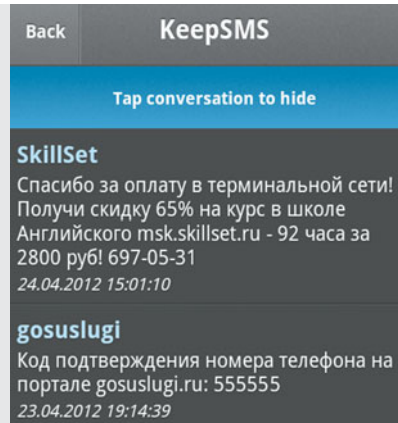 Back
KeepSMS
Tap conversation to hide
SkillSet
Спасибо за оплату в терминальной сети!
Получи скидку 65% на курс в школе
Английского msk.skillset.ru - 92 часа за
2800 руб! 697-05-31
24.04.2012 15:01:10
gosuslugi
Код подтверждения номера телефона на
портале gosuslugi.ru: 555555
23.04.2012 19:14:39